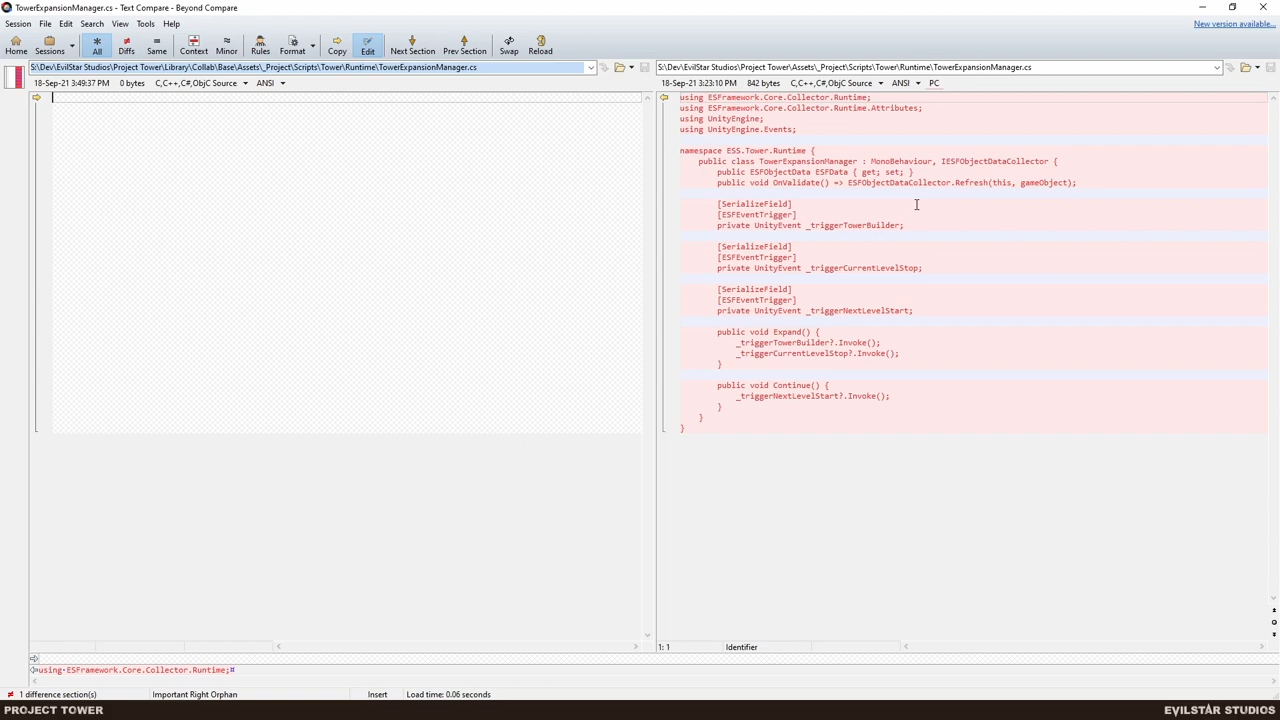 TowerExpansionManager.cs - Text Compare - Beyond Compare
Session File Edit Search View Tools Help
New version available...
Home Sessions All Diffs Same Context Minor Rules Format Copy Edit Next Section Prev Section Swap Reload
S:\Dev\EvilStar Studios\Project Tower\Library\Collab\Base\Assets\_Project\Scripts\Tower\Runtime\TowerExpansionManager.cs
18-Sep-21 3:49:37 PM 0 bytes C,C++,C#,ObjC Source ANSI
S:\Dev\EvilStar Studios\Project Tower\Assets\_Project\Scripts\Tower\Runtime\TowerExpansionManager.cs
18-Sep-21 3:23:10 PM 842 bytes C,C++,C#,ObjC Source ANSI PC
using ESFramework.Core.Collector.Runtime;
using ESFramework.Core.Collector.Runtime.Attributes;
using UnityEngine;
using UnityEngine.Events;
namespace ESS.Tower.Runtime {
public class TowerExpansionManager : MonoBehaviour, IESFObjectDataCollector {
public ESFObjectData ESFData { get; set; }
public void OnValidate() => ESFObjectDataCollector.Refresh(this, gameObject);
[SerializeField]
[ESFEventTrigger]
private UnityEvent _triggerTowerBuilder;
[SerializeField]
[ESFEventTrigger]
private UnityEvent _triggerCurrentLevelStop;
[SerializeField]
[ESFEventTrigger]
private UnityEvent _triggerNextLevelStart;
public void Expand() {
_triggerTowerBuilder?.Invoke();
_triggerCurrentLevelStop?.Invoke();
}
public void Continue() {
_triggerNextLevelStart?.Invoke();
}
}
}
1: 1 Identifier
using·ESFramework.Core.Collector.Runtime;¤
1 difference section(s) Important Right Orphan Insert Load time: 0.06 seconds
PROJECT TOWER
EVILSTAR STUDIOS